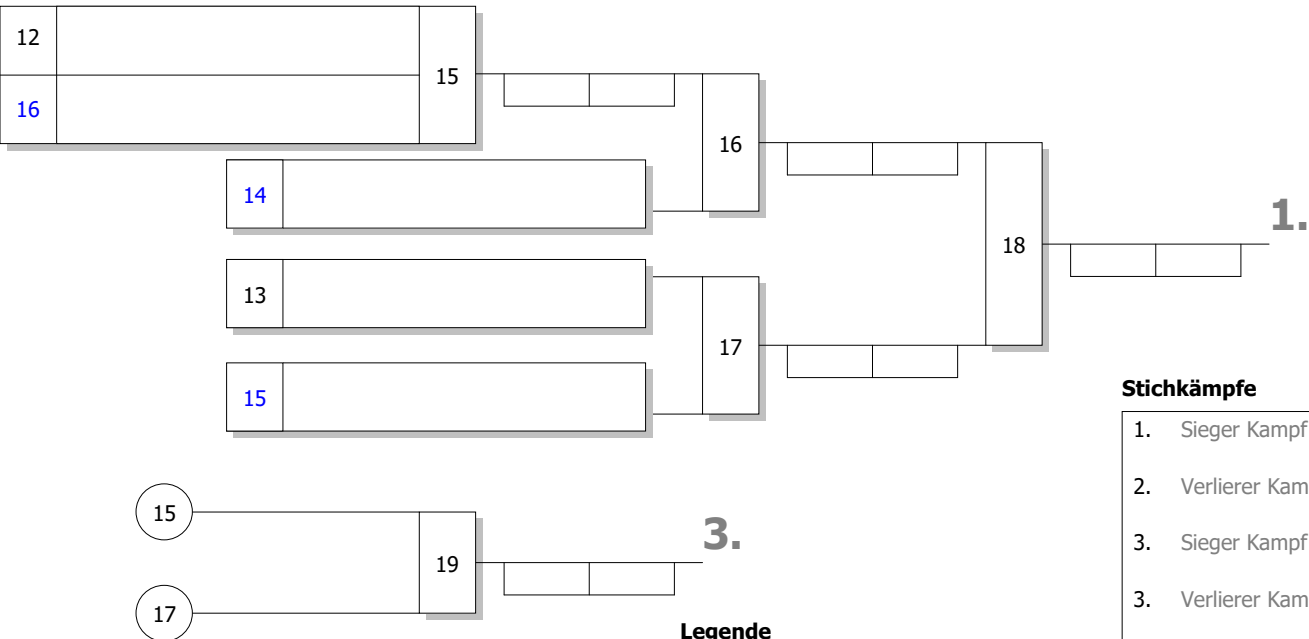 12
15
16
16
14
1.
18
13
17
15
Stichkämpfe
1. Sieger Kampf
2. Verlierer Kam
15
3.
3. Sieger Kampf
19
3. Verlierer Kam
17
Legende